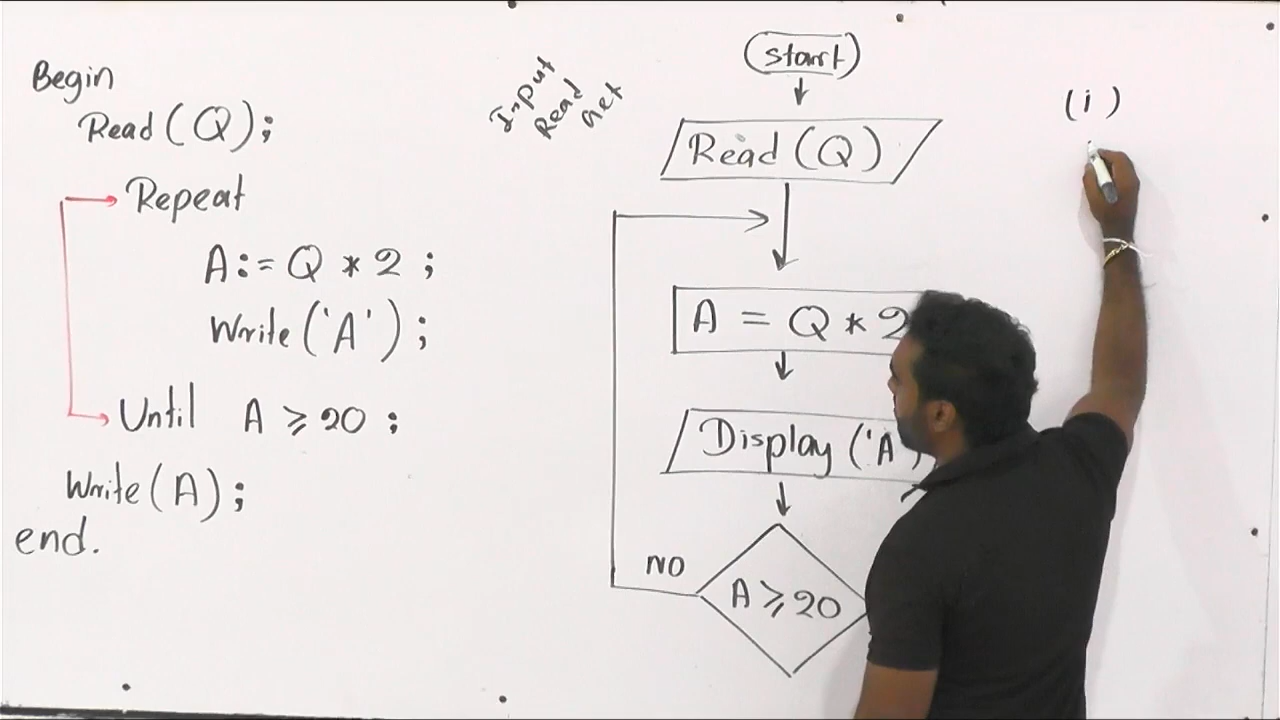 Begin
Read (Q);
Repeat
A := Q * 2 ;
Write ('A') ;
Until A ≥ 20 ;
Write (A) ;
end.
Input
Read
Get
Start
Read (Q)
A = Q * 2
Display ('A')
NO
A ≥ 20
(i)